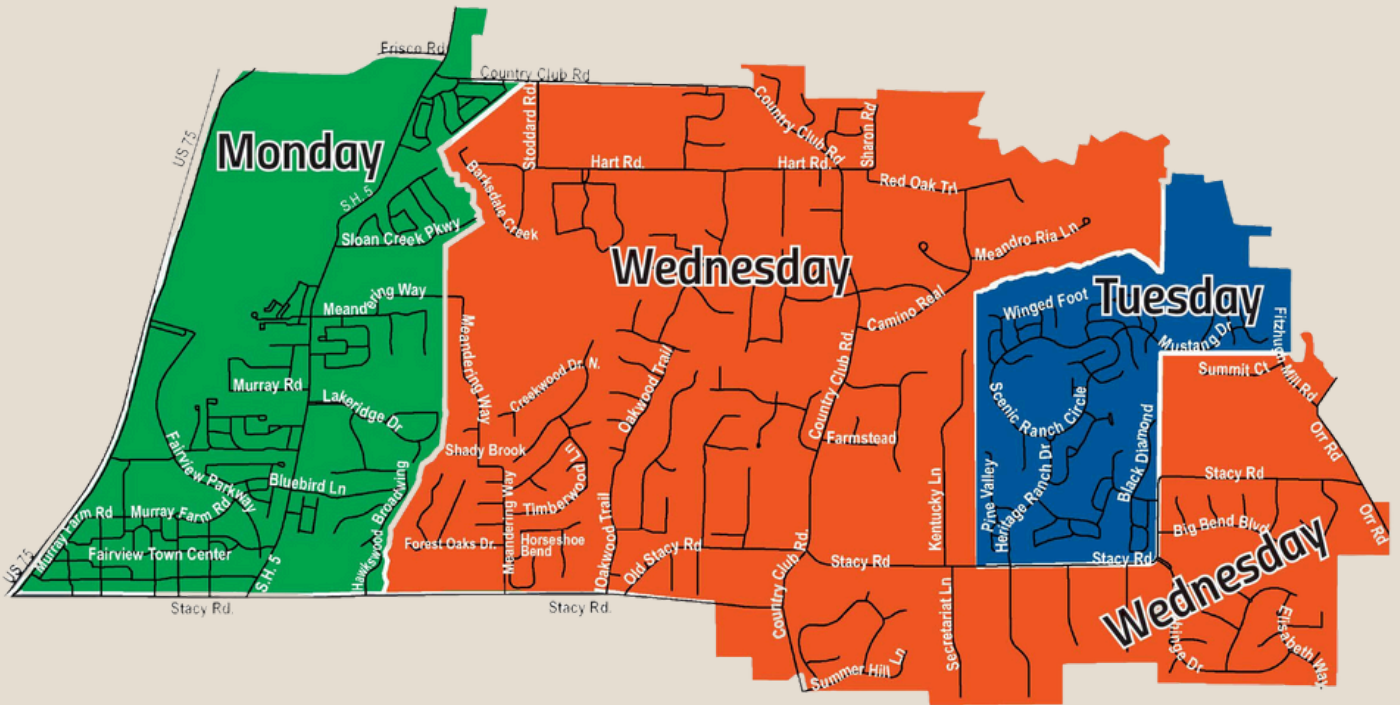 Frisco Rd
Country Club Rd
US 75
Monday
S.H. 5
Sloan Creek Pkwy
Meandering Way
Murray Rd
Lakeridge Dr
Fairview Parkway
Bluebird Ln
Murray Farm Rd
Murray Farm Rd
Fairview Town Center
Hawkswood Broadwing
US 75
S.H. 5
Stacy Rd.
Stoddard Rd.
Barksdale Creek
Hart Rd.
Country Club Rd
Hart Rd.
Sharon Rd
Red Oak Trl
Meandro Ria Ln
Wednesday
Camino Real
Meandering Way
Creekwood Dr. N.
Oakwood Trail
Country Club Rd.
Farmstead
Shady Brook
Timberwood Ln
Meandering Way
Forest Oaks Dr.
Horseshoe
Bend
Oakwood Trail
Old Stacy Rd
Stacy Rd.
Country Club Rd.
Stacy Rd
Kentucky Ln
Secretariat Ln
Summer Hill Ln
Tuesday
Winged Foot
Mustang Dr
Fitzhugh Mill Rd
Scenic Ranch Circle
Heritage Ranch Dr
Pine Valley
Black Diamond
Stacy Rd
Summit Ct
Orr Rd
Stacy Rd
Orr Rd
Big Bend Blvd
Wednesday
Dr
Elisabeth Way